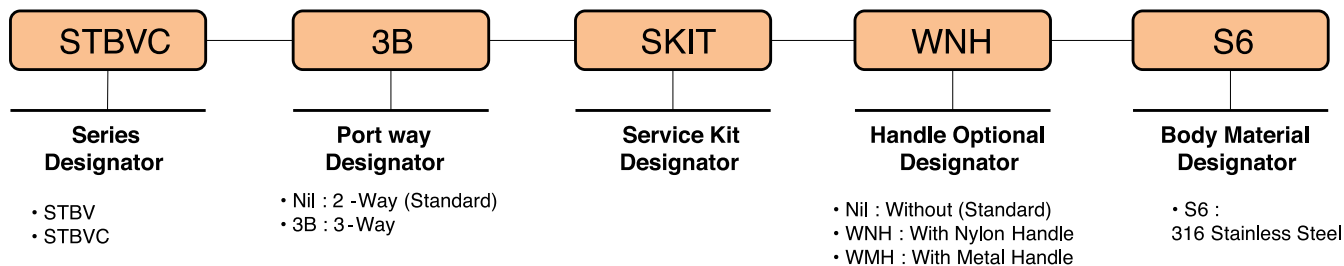 STBVC 3B SKIT WNH S6
Series
Designator
• STBV
• STBVC
Port way
Designator
• Nil : 2 -Way (Standard)
• 3B : 3-Way
Service Kit
Designator
Handle Optional
Designator
• Nil : Without (Standard)
• WNH : With Nylon Handle
• WMH : With Metal Handle
Body Material
Designator
• S6 :
316 Stainless Steel